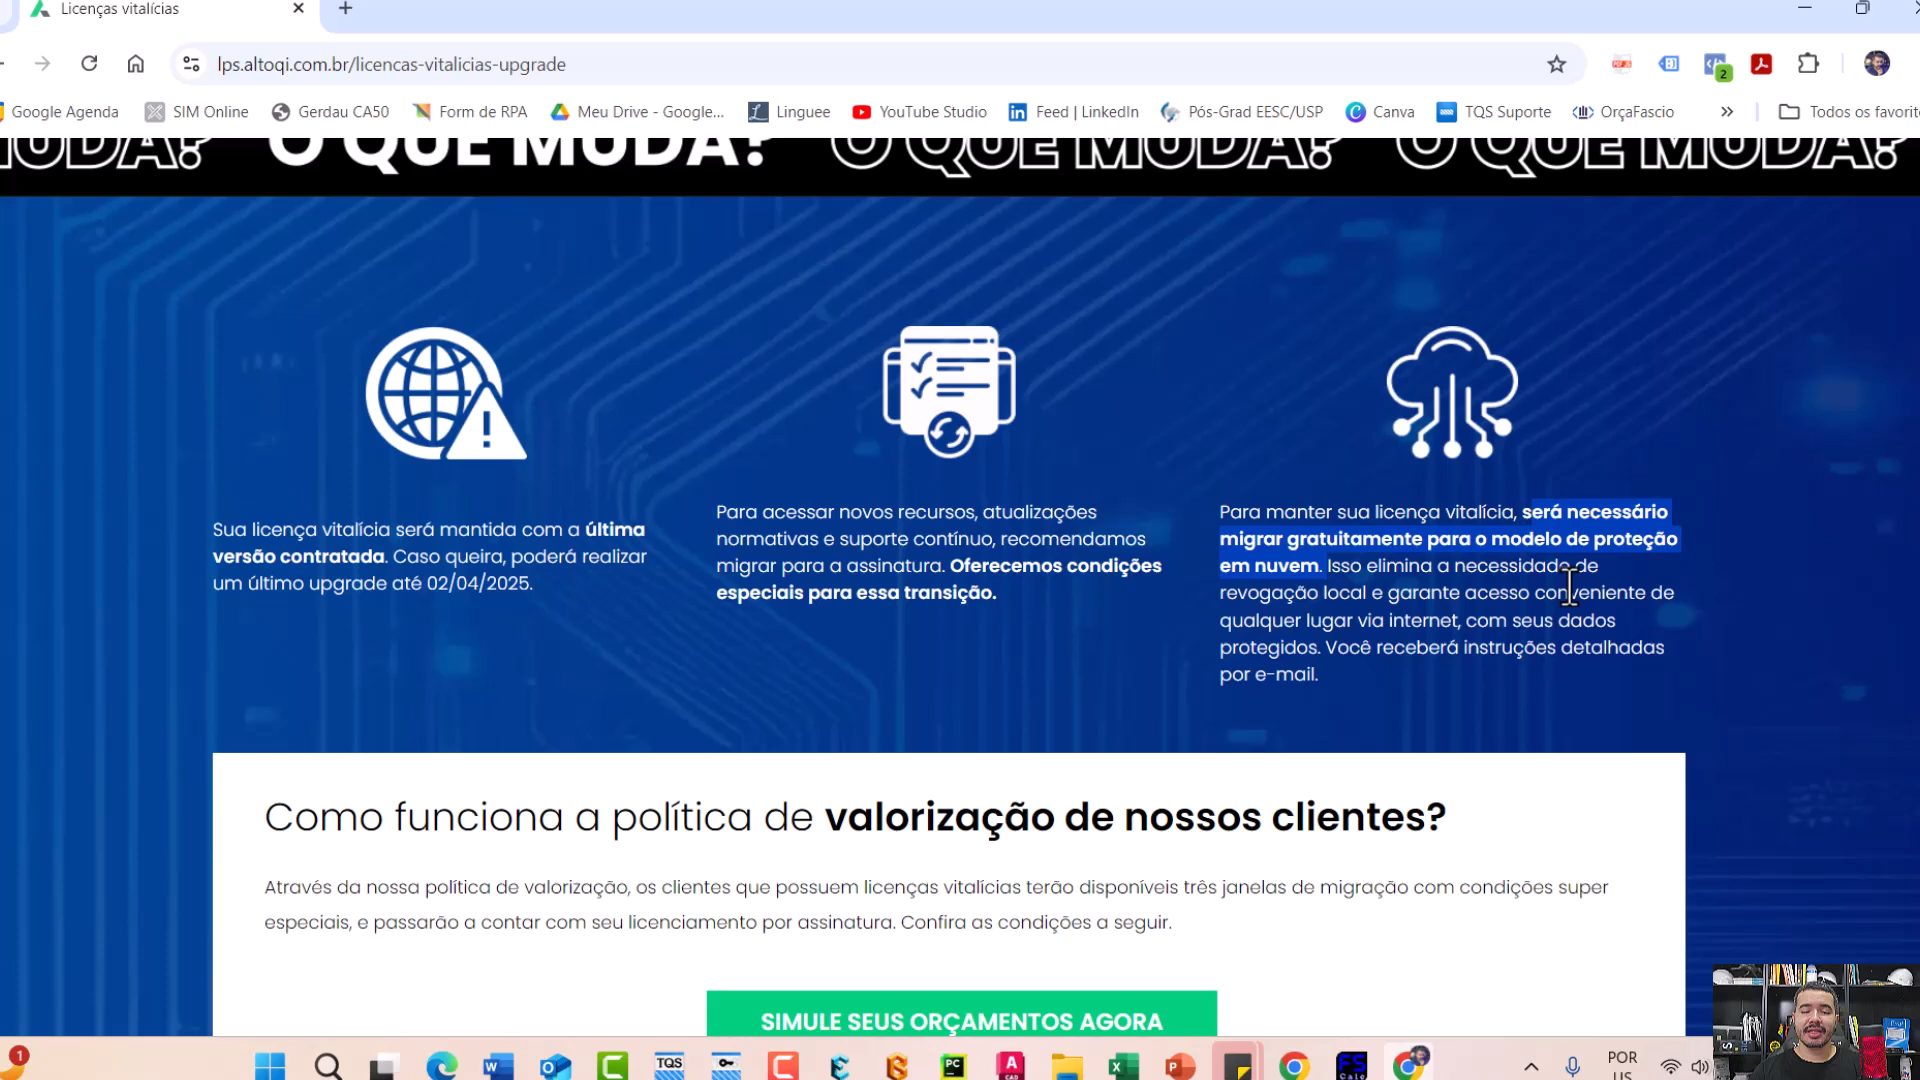 Licenças vitalícias
lps.altoqi.com.br/licencas-vitalicias-upgrade
2
Google Agenda SIM Online Gerdau CA50 Form de RPA Meu Drive - Google... Linguee YouTube Studio Feed | LinkedIn Pós-Grad EESC/USP Canva TQS Suporte OrçaFascio Todos os favorit
MUDA? O QUE MUDA? O QUE MUDA? O QUE MUDA?
Sua licença vitalícia será mantida com a última
versão contratada. Caso queira, poderá realizar
um último upgrade até 02/04/2025.
Para acessar novos recursos, atualizações
normativas e suporte contínuo, recomendamos
migrar para a assinatura. Oferecemos condições
especiais para essa transição.
Para manter sua licença vitalícia, será necessário
migrar gratuitamente para o modelo de proteção
em nuvem. Isso elimina a necessidade de
revogação local e garante acesso conveniente de
qualquer lugar via internet, com seus dados
protegidos. Você receberá instruções detalhadas
por e-mail.
Como funciona a política de valorização de nossos clientes?
Através da nossa política de valorização, os clientes que possuem licenças vitalícias terão disponíveis três janelas de migração com condições super
especiais, e passarão a contar com seu licenciamento por assinatura. Confira as condições a seguir.
SIMULE SEUS ORÇAMENTOS AGORA
1
TQS
PC
FS
Calc
POR
US